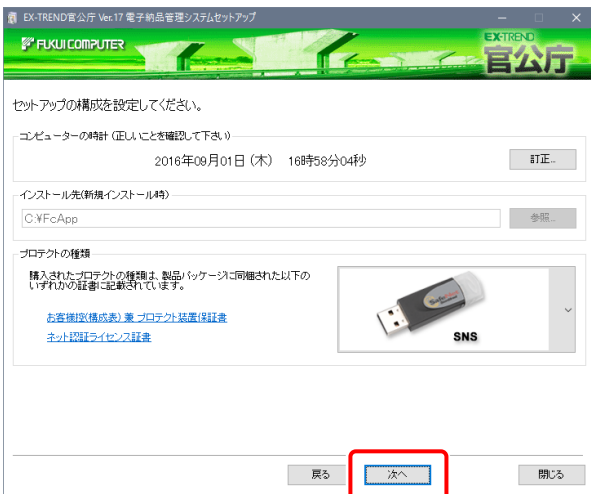 EX-TREND官公庁 Ver.17 電子納品管理システムセットアップ
FUKUI COMPUTER
EX-TREND
官公庁
セットアップの構成を設定してください。
コンピューターの時計 (正しいことを確認して下さい)
2016年09月01日 (木) 16時58分04秒
訂正...
インストール先(新規インストール時)
C:¥FcApp
参照...
プロテクトの種類
購入されたプロテクトの種類は、製品パッケージに同梱された以下の
いずれかの証書に記載されています。
お客様控(構成表) 兼 プロテクト装置保証書
ネット認証ライセンス証書
SNS
戻る
次へ
閉じる